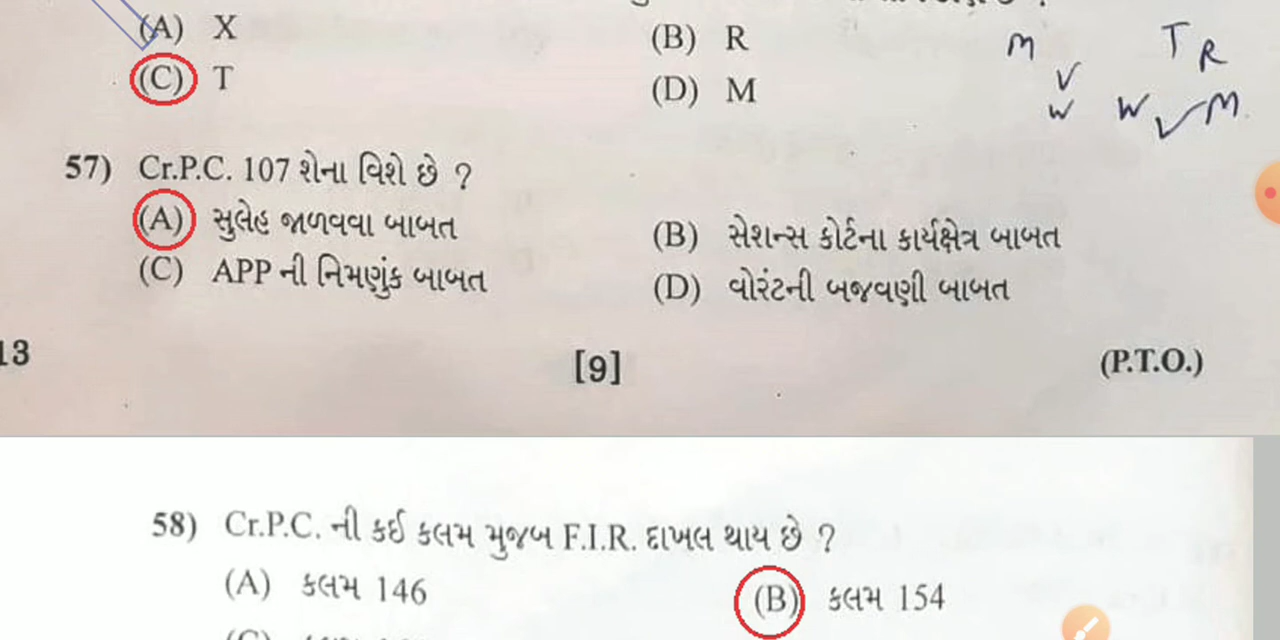 (A) X
(B) R
(C) T
(D) M
m T R
v
w w v M
57) Cr.P.C. 107 શેના વિશે છે ?
(A) સુલેહ જાળવવા બાબત
(B) સેશન્સ કોર્ટના કાર્યક્ષેત્ર બાબત
(C) APP ની નિમણુંક બાબત
(D) વોરંટની બજવણી બાબત
13 [9] (P.T.O.)
58) Cr.P.C. ની કઈ કલમ મુજબ F.I.R. દાખલ થાય છે ?
(A) કલમ 146
(B) કલમ 154